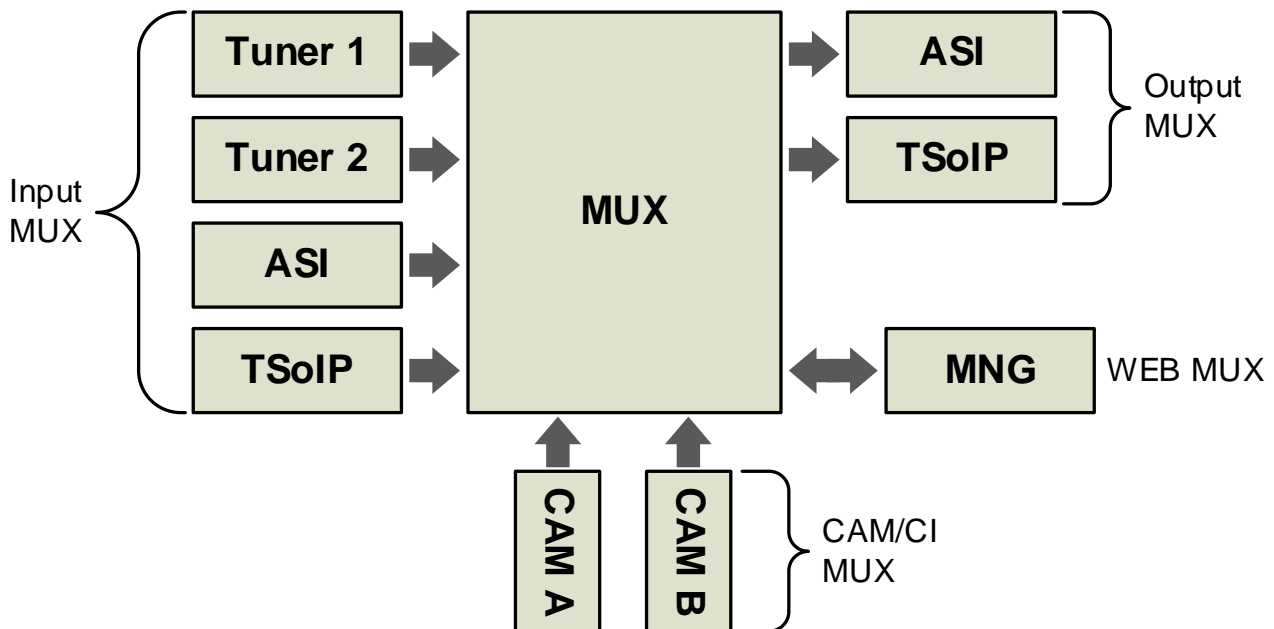 Tuner 1
Tuner 2
ASI
TSoIP
Input
MUX
MUX
ASI
TSoIP
Output
MUX
MNG
WEB MUX
CAM A
CAM B
CAM/CI
MUX